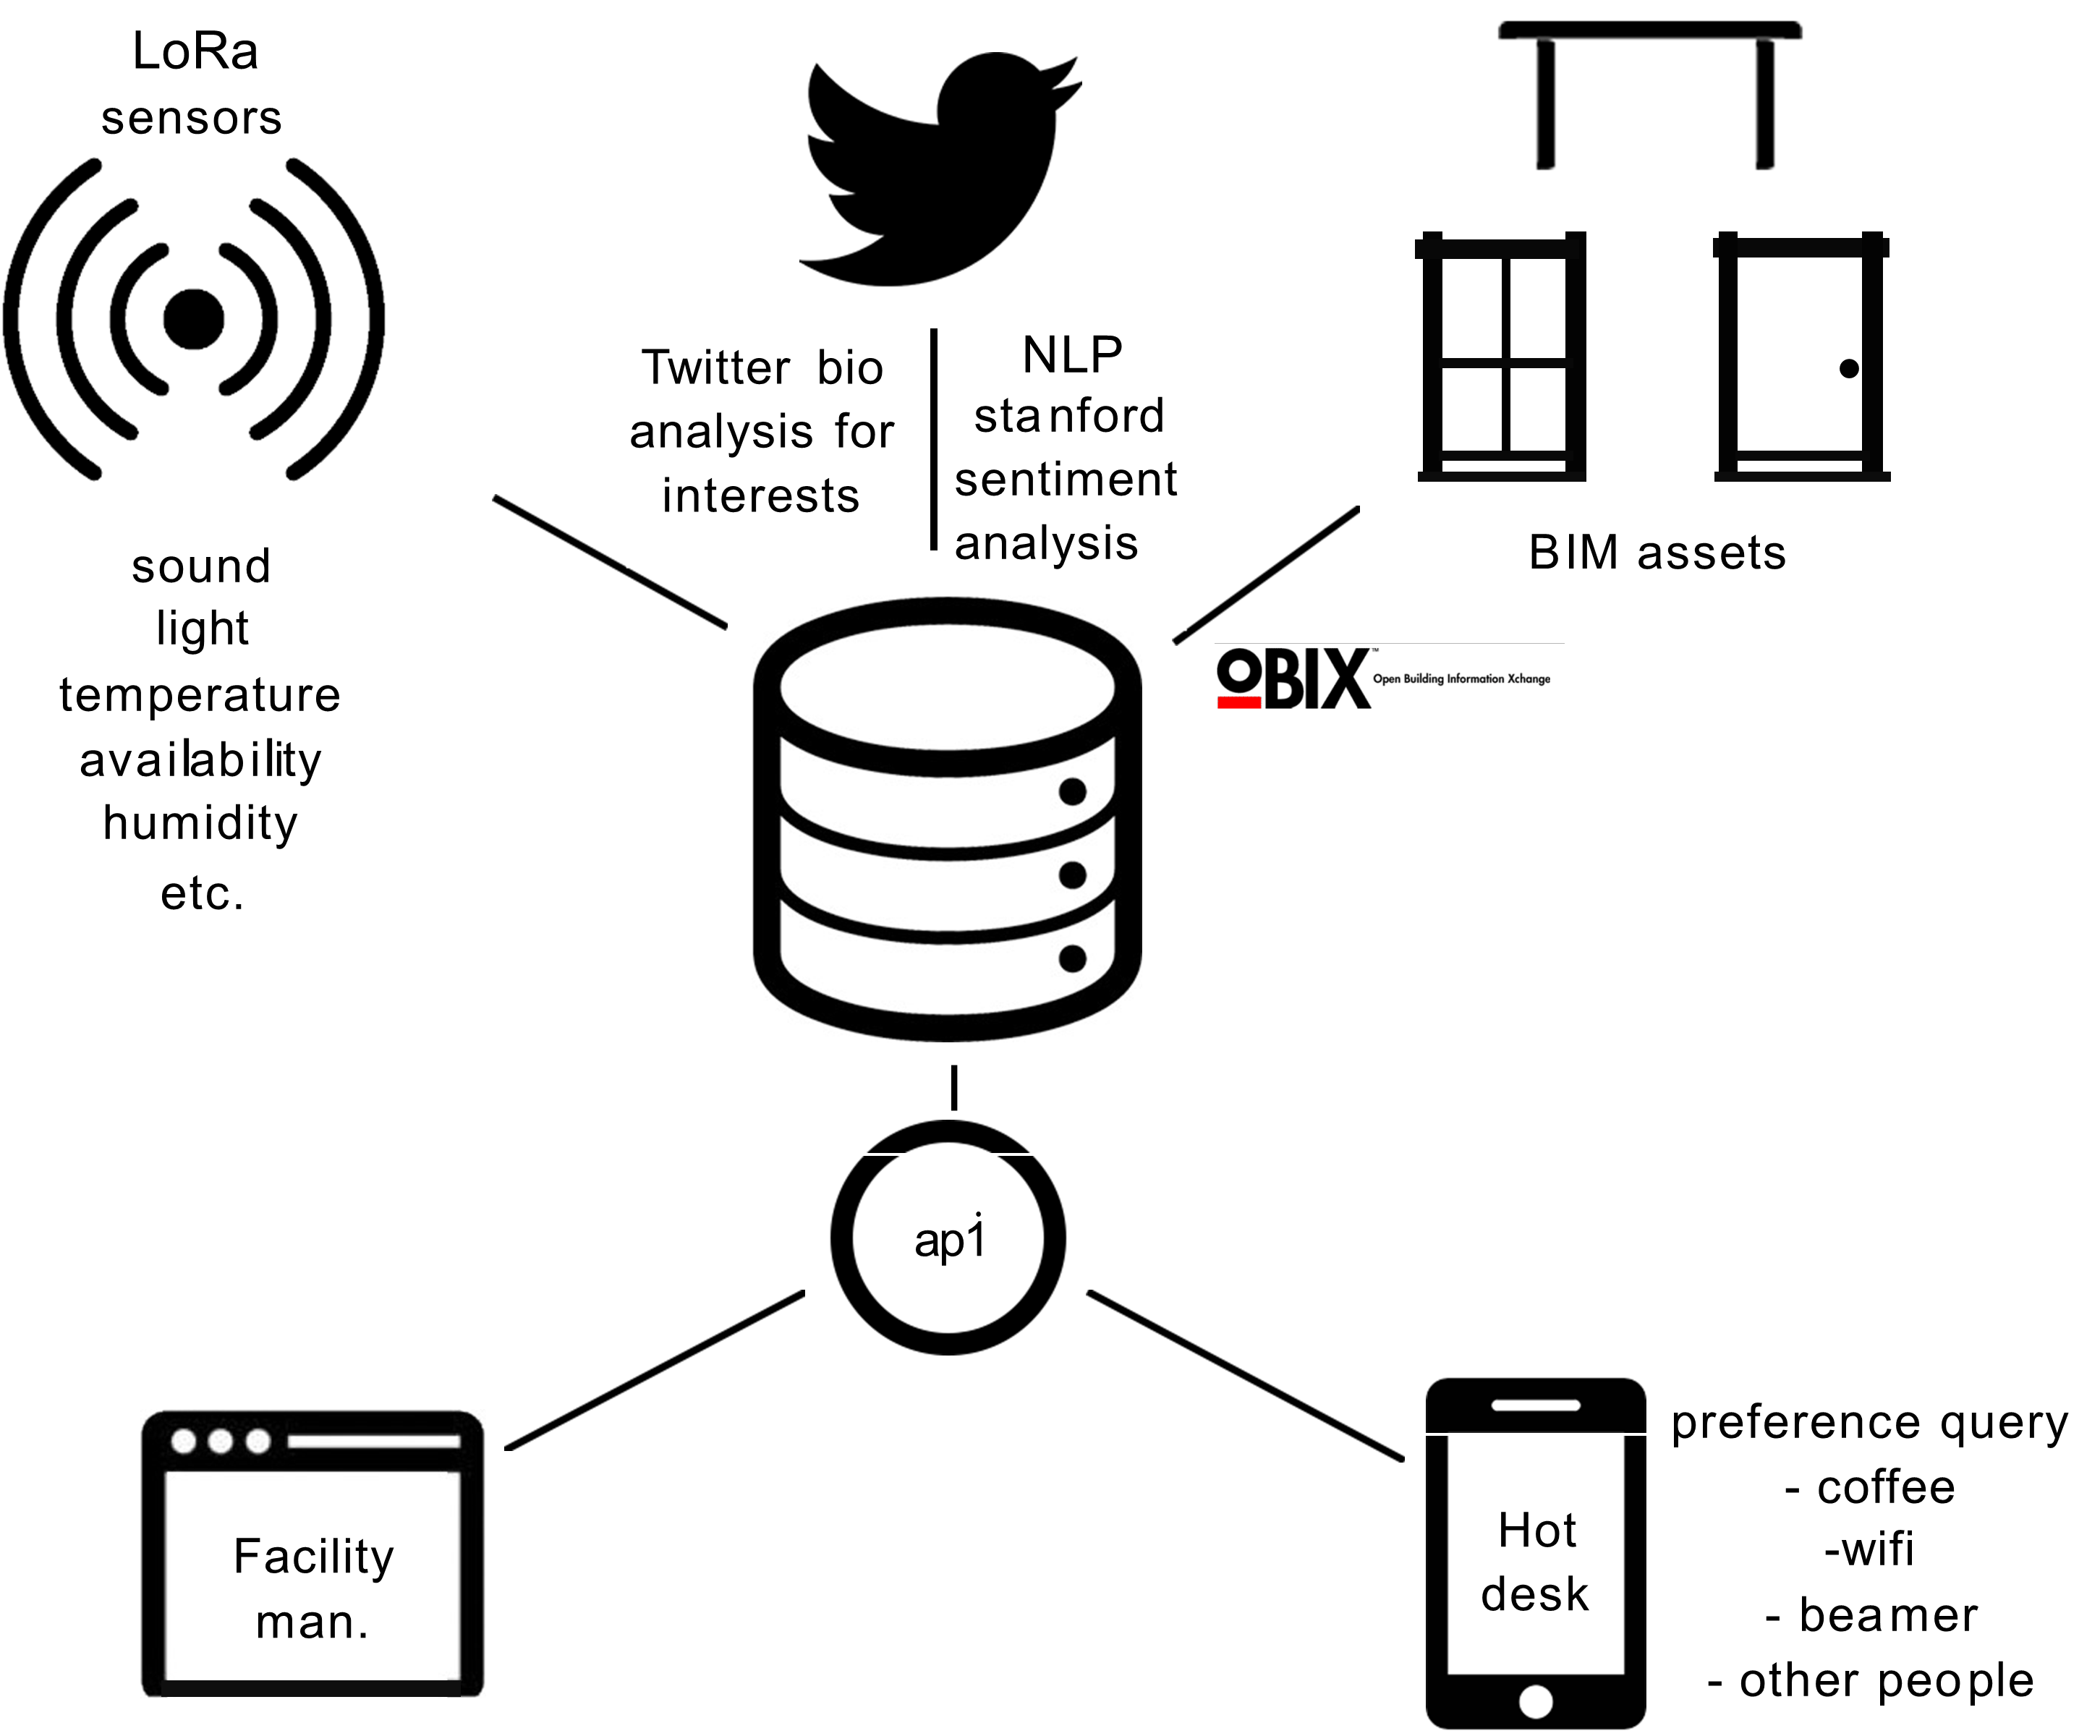 LoRa
sensors
sound
light
temperature
availability
humidity
etc.
Twitter bio
analysis for
interests
NLP
stanford
sentiment
analysis
BIM assets
OBIX™ Open Building Information Xchange
api
Facility
man.
Hot
desk
preference query
- coffee
-wifi
- beamer
- other people